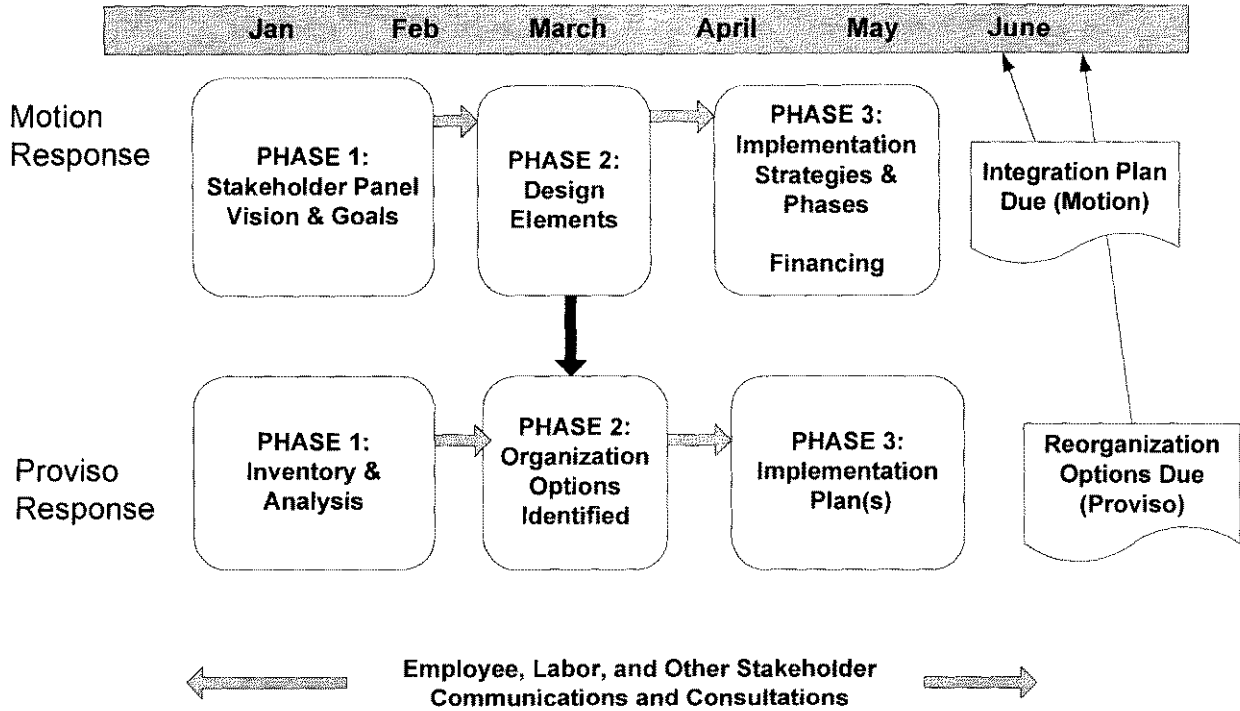 Jan Feb March April May June
Motion
Response
PHASE 1:
Stakeholder Panel
Vision & Goals
PHASE 2:
Design
Elements
PHASE 3:
Implementation
Strategies &
Phases
Financing
Integration Plan
Due (Motion)
Proviso
Response
PHASE 1:
Inventory &
Analysis
PHASE 2:
Organization
Options
Identified
PHASE 3:
Implementation
Plan(s)
Reorganization
Options Due
(Proviso)
Employee, Labor, and Other Stakeholder
Communications and Consultations